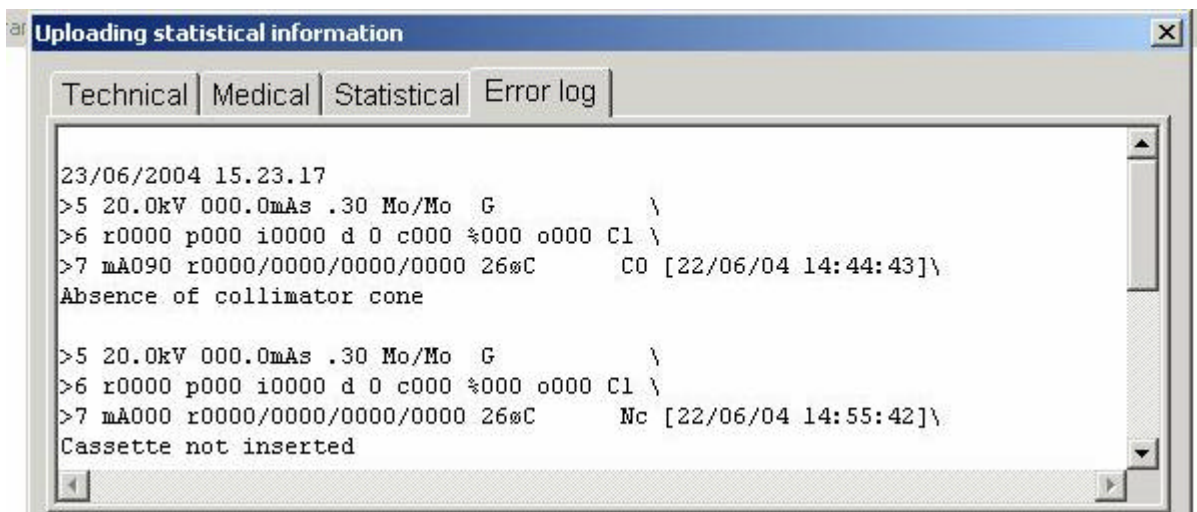 ar
Uploading statistical information
Technical Medical Statistical Error log
23/06/2004 15.23.17
>5 20.0kV 000.0mAs .30 Mo/Mo G \
>6 r0000 p000 i0000 d 0 c000 %000 o000 Cl \
>7 mA090 r0000/0000/0000/0000 26øC C0 [22/06/04 14:44:43]\
Absence of collimator cone
>5 20.0kV 000.0mAs .30 Mo/Mo G \
>6 r0000 p000 i0000 d 0 c000 %000 o000 Cl \
>7 mA000 r0000/0000/0000/0000 26øC Nc [22/06/04 14:55:42]\
Cassette not inserted